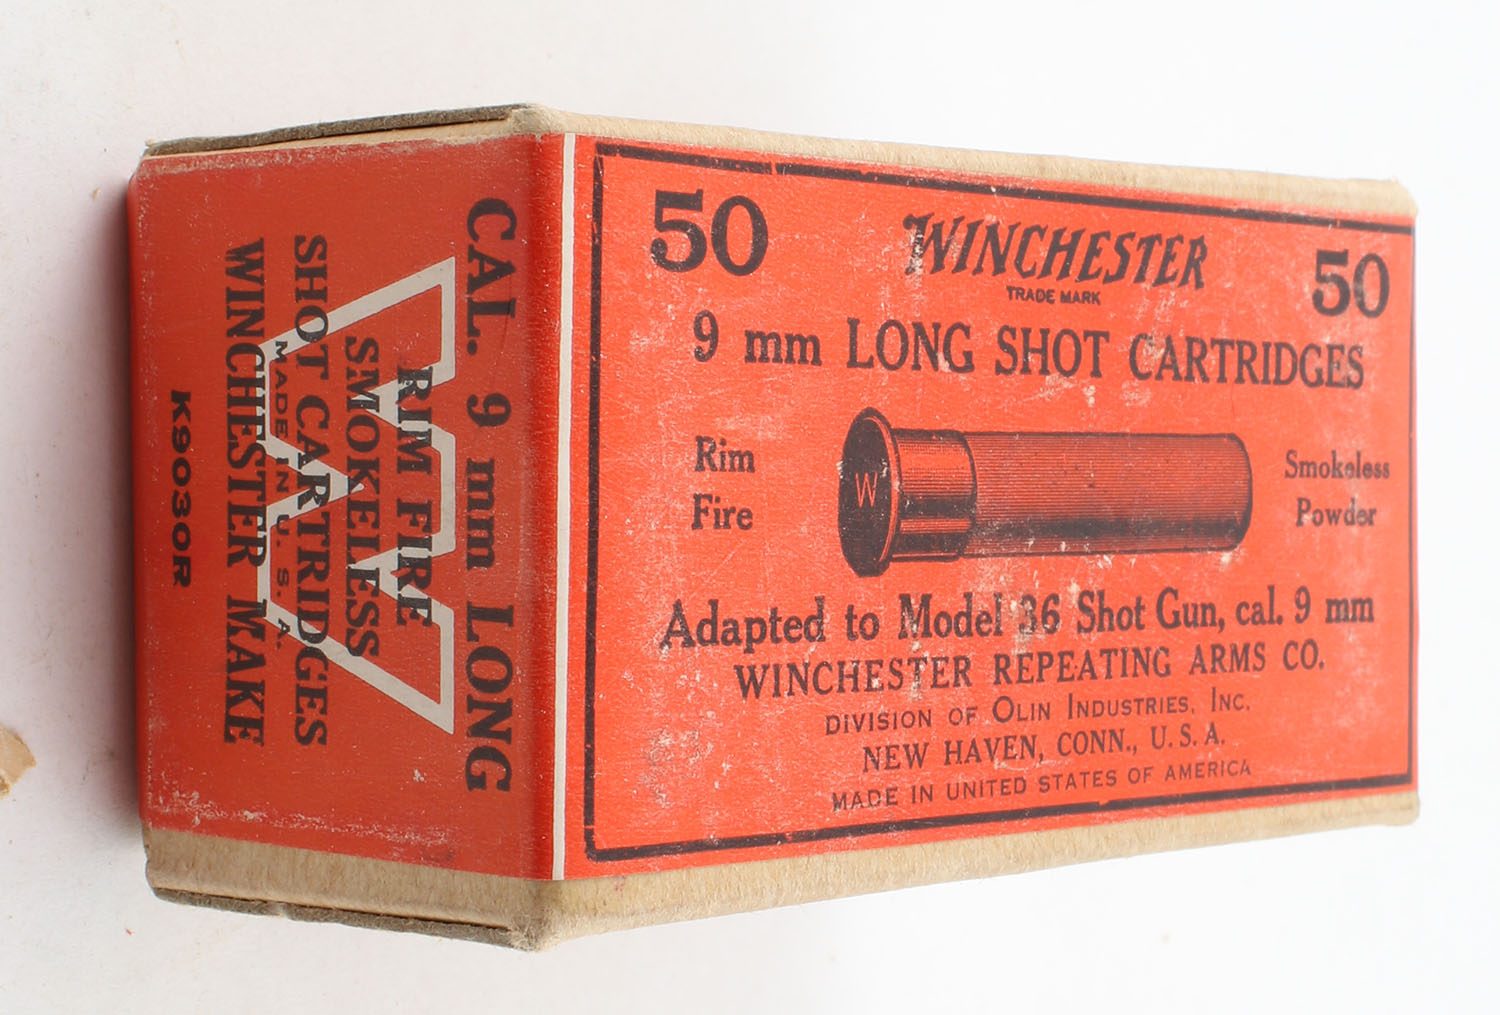 50 WINCHESTER 50
TRADE MARK
9 mm LONG SHOT CARTRIDGES
Rim
Fire
W
Smokeless
Powder
Adapted to Model 36 Shot Gun, cal. 9 mm
WINCHESTER REPEATING ARMS CO.
DIVISION OF OLIN INDUSTRIES, INC.
NEW HAVEN, CONN., U.S.A.
MADE IN UNITED STATES OF AMERICA
CAL. 9 mm LONG
RIM FIRE
SMOKELESS
SHOT CARTRIDGES
MADE IN U.S.A.
WINCHESTER MAKE
K9030R